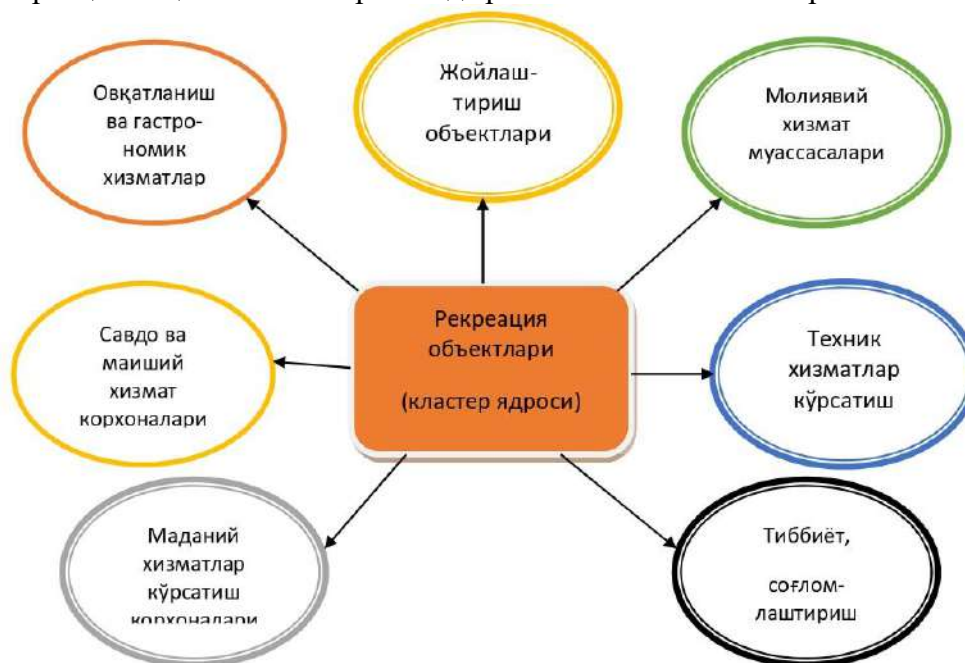 Овқатланиш
ва гастро-
номик
хизматлар
Жойлаш-
тириш
объектлари
Молиявий
хизмат
муассасалари
Савдо ва
маиший
хизмат
корхоналари
Рекреация
объектлари
(кластер ядроси)
Техник
хизматлар
кўрсатиш
Маданий
хизматлар
кўрсатиш
корхоналари
Тиббиёт,
соғлом-
лаштириш